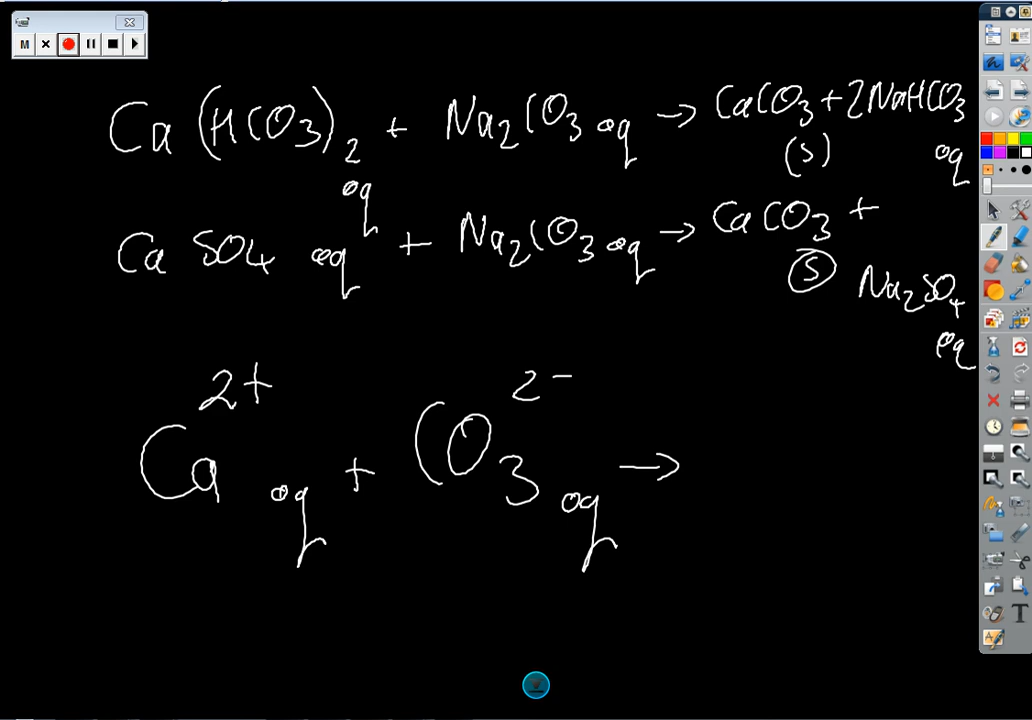 M
Ca(HCO3)2 aq + Na2CO3 aq → CaCO3 (s) + 2NaHCO3 aq
CaSO4 aq + Na2CO3 aq → CaCO3 (s) + Na2SO4 aq
Ca2+ aq + CO3 2- aq →
T